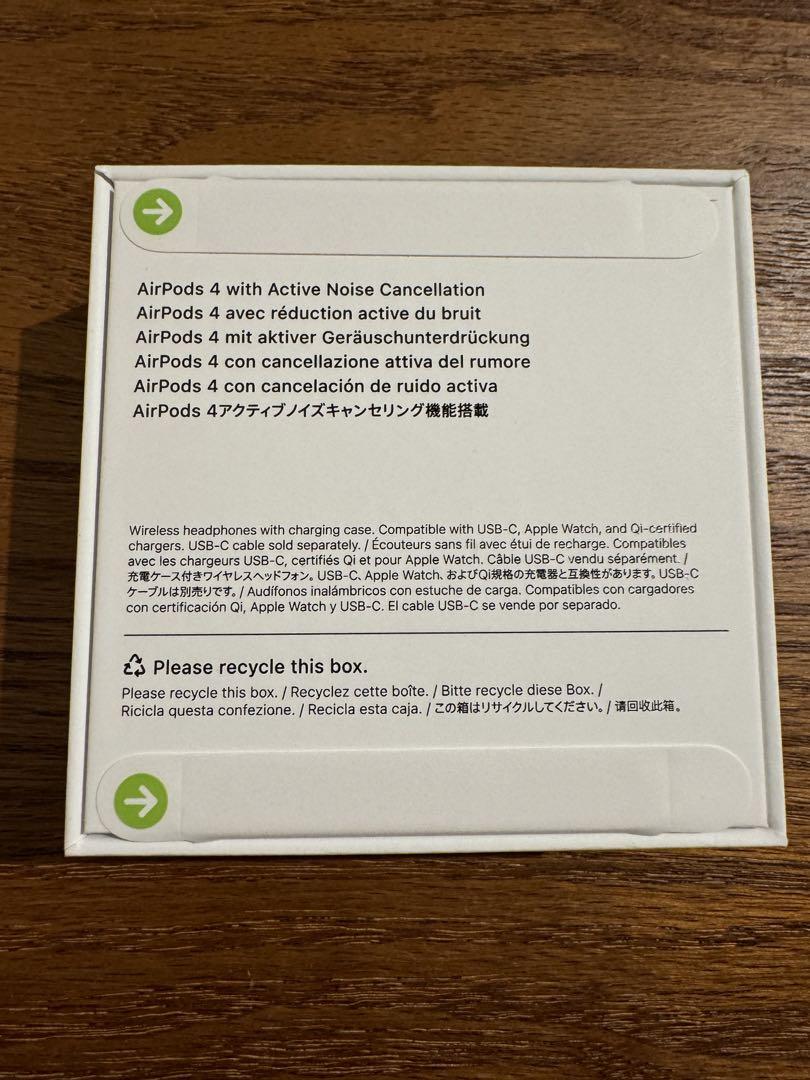 AirPods 4 with Active Noise Cancellation
AirPods 4 avec réduction active du bruit
AirPods 4 mit aktiver Geräuschunterdrückung
AirPods 4 con cancellazione attiva del rumore
AirPods 4 con cancelación de ruido activa
AirPods 4アクティブノイズキャンセリング機能搭載
Wireless headphones with charging case. Compatible with USB-C, Apple Watch, and Qi-certified
chargers. USB-C cable sold separately. / Écouteurs sans fil avec étui de recharge. Compatibles
avec les chargeurs USB-C, certifiés Qi et pour Apple Watch. Câble USB-C vendu séparément. /
充電ケース付きワイヤレスヘッドフォン。USB-C、Apple Watch、およびQi規格の充電器と互換性があります。USB-C
ケーブルは別売りです。/ Audífonos inalámbricos con estuche de carga. Compatibles con cargadores
con certificación Qi, Apple Watch y USB-C. El cable USB-C se vende por separado.
Please recycle this box.
Please recycle this box. / Recyclez cette boîte. / Bitte recycle diese Box. /
Ricicla questa confezione. / Recicla esta caja. / この箱はリサイクルしてください。/ 请回收此箱。